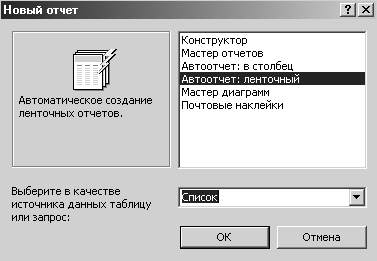 Новый отчет
Конструктор
Мастер отчетов
Автоотчет: в столбец
Автоотчет: ленточный
Мастер диаграмм
Почтовые наклейки
Автоматическое создание
ленточных отчетов.
Выберите в качестве
источника данных таблицу
или запрос:
Список
OK
Отмена